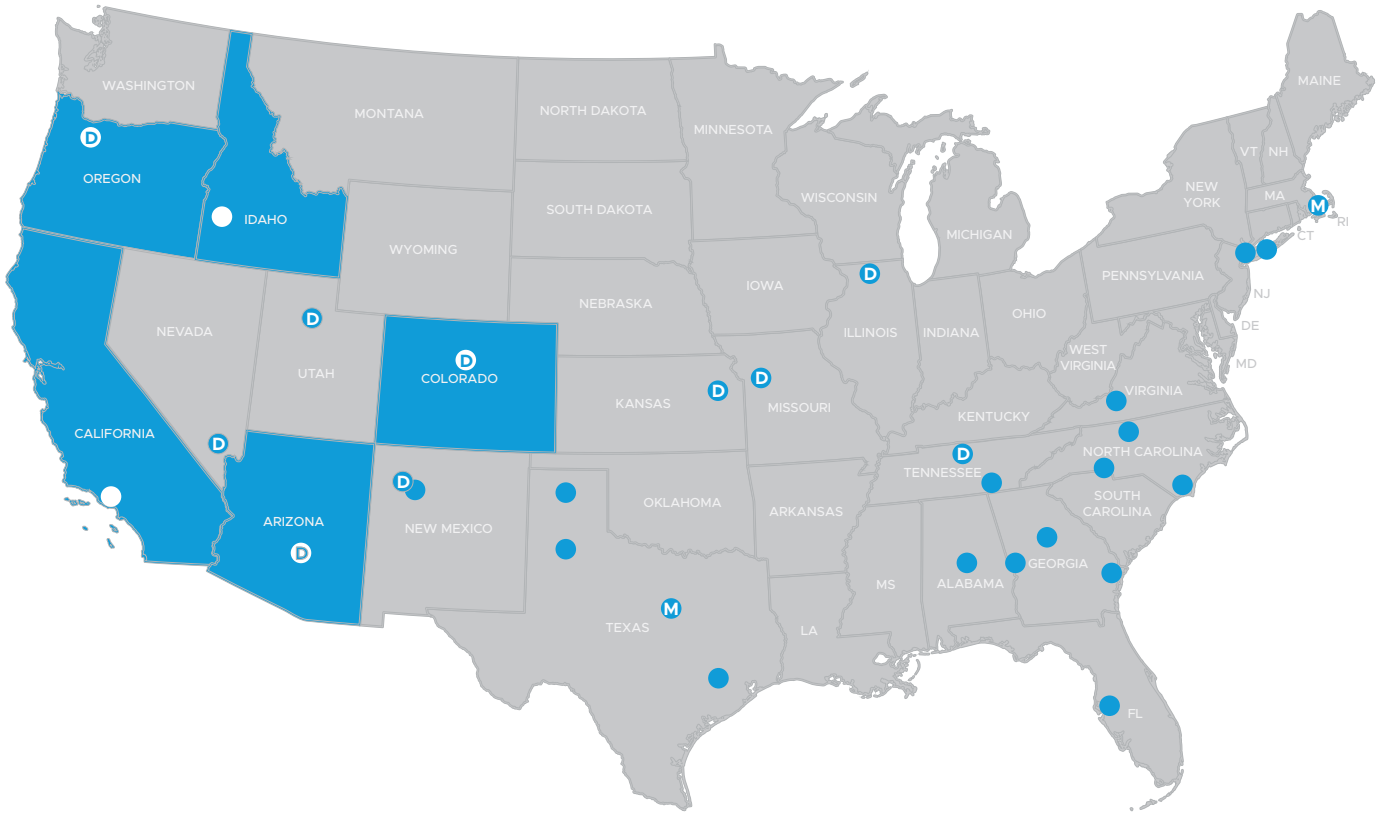 WASHINGTON
MONTANA
NORTH DAKOTA
MINNESOTA
MAINE
D
OREGON
VT
NH
IDAHO
SOUTH DAKOTA
WISCONSIN
NEW
YORK
MA
M
RI
CT
WYOMING
MICHIGAN
D
PENNSYLVANIA
NJ
NEBRASKA
IOWA
NEVADA
D
ILLINOIS
INDIANA
OHIO
DE
UTAH
D
COLORADO
WEST
VIRGINIA
MD
KANSAS
D
D
MISSOURI
VIRGINIA
CALIFORNIA
D
KENTUCKY
D
TENNESSEE
NORTH CAROLINA
D
ARIZONA
D
NEW MEXICO
OKLAHOMA
ARKANSAS
SOUTH
CAROLINA
MS
ALABAMA
GEORGIA
TEXAS
M
LA
FL